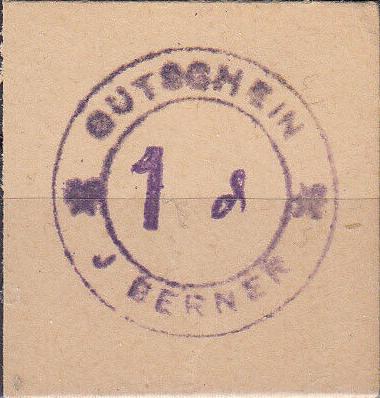 GUTSCHEIN
1 ₰
J BERNER